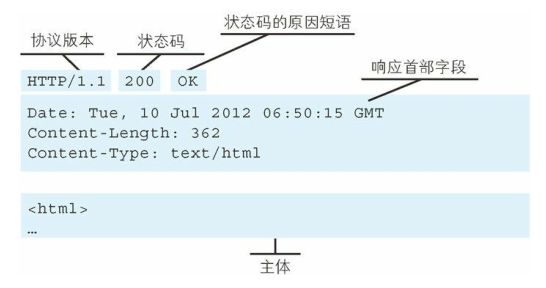 状态码的原因短语
协议版本 状态码
响应首部字段
HTTP/1.1 200 OK
Date: Tue, 10 Jul 2012 06:50:15 GMT
Content-Length: 362
Content-Type: text/html
<html>
…
主体